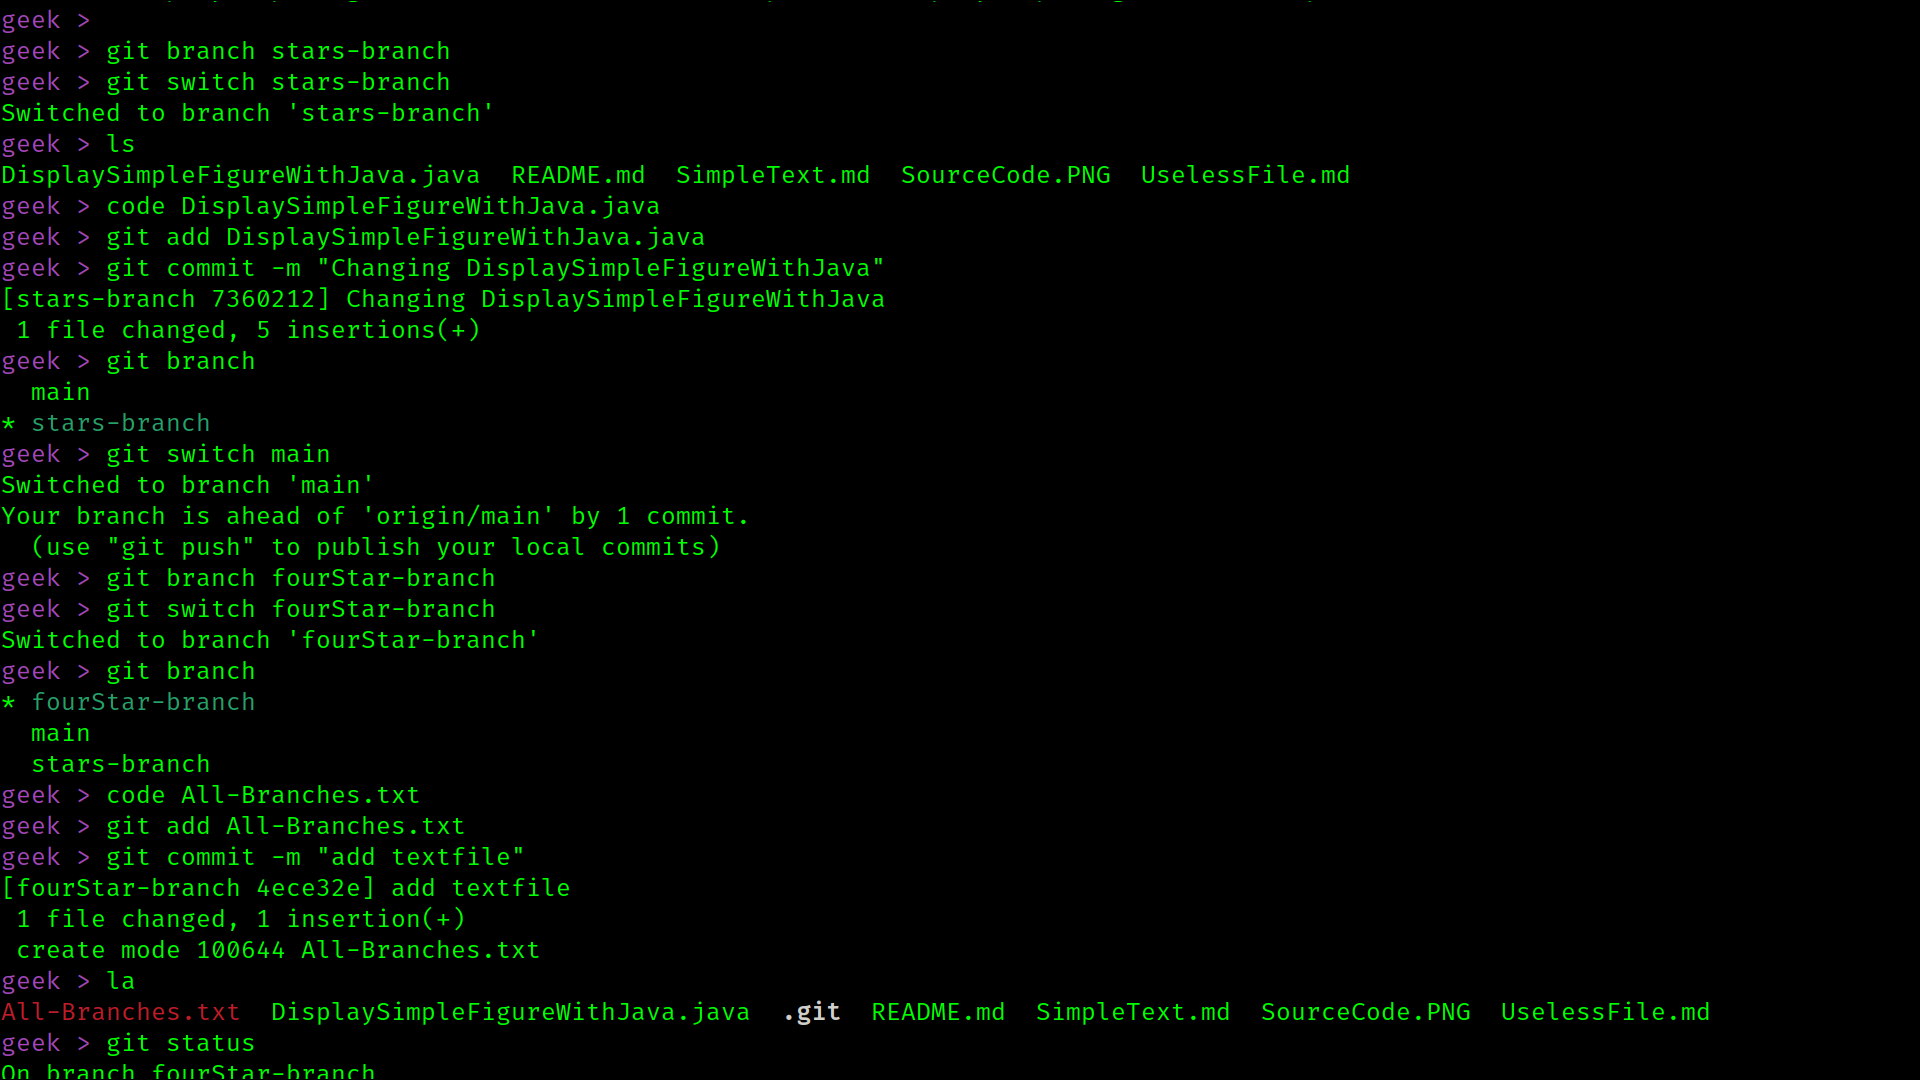 geek >
geek > git branch stars-branch
geek > git switch stars-branch
Switched to branch 'stars-branch'
geek > ls
DisplaySimpleFigureWithJava.java  README.md  SimpleText.md  SourceCode.PNG  UselessFile.md
geek > code DisplaySimpleFigureWithJava.java
geek > git add DisplaySimpleFigureWithJava.java
geek > git commit -m "Changing DisplaySimpleFigureWithJava"
[stars-branch 7360212] Changing DisplaySimpleFigureWithJava
 1 file changed, 5 insertions(+)
geek > git branch
  main
* stars-branch
geek > git switch main
Switched to branch 'main'
Your branch is ahead of 'origin/main' by 1 commit.
  (use "git push" to publish your local commits)
geek > git branch fourStar-branch
geek > git switch fourStar-branch
Switched to branch 'fourStar-branch'
geek > git branch
* fourStar-branch
  main
  stars-branch
geek > code All-Branches.txt
geek > git add All-Branches.txt
geek > git commit -m "add textfile"
[fourStar-branch 4ece32e] add textfile
 1 file changed, 1 insertion(+)
 create mode 100644 All-Branches.txt
geek > la
All-Branches.txt  DisplaySimpleFigureWithJava.java  .git  README.md  SimpleText.md  SourceCode.PNG  UselessFile.md
geek > git status
On branch fourStar-branch